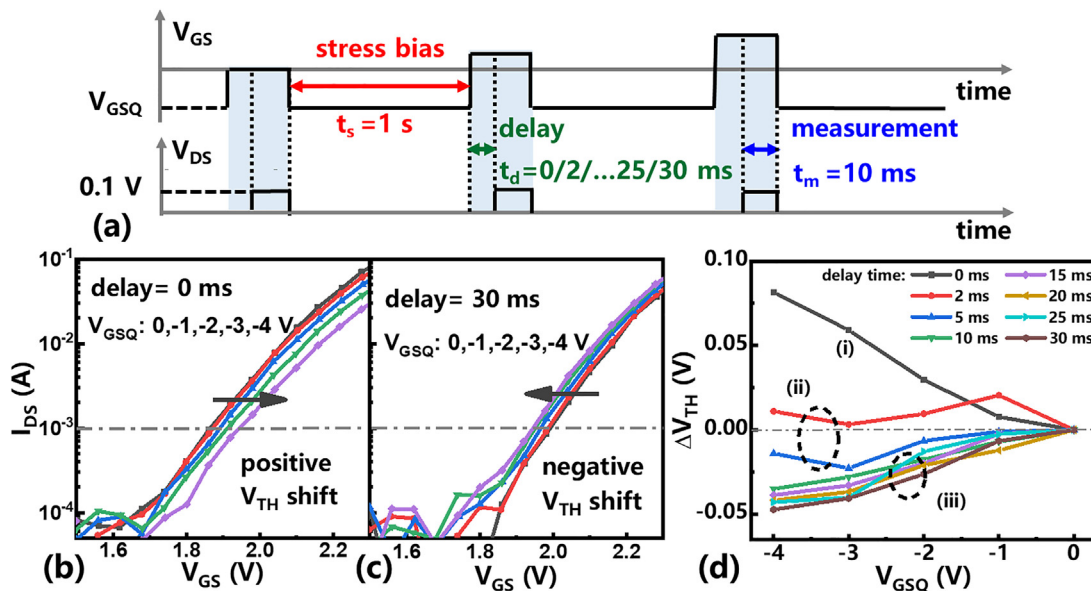 V_GS
stress bias
time
V_GSQ
t_s =1 s
delay
measurement
V_DS
t_d=0/2/...25/30 ms
t_m = 10 ms
0.1 V
(a)
time
10^-1
delay= 0 ms
V_GSQ: 0,-1,-2,-3,-4 V
10^-2
I_DS (A)
10^-3
positive
V_TH shift
10^-4
1.6
1.8
2.0
2.2
(b)
V_GS (V)
delay= 30 ms
V_GSQ: 0,-1,-2,-3,-4 V
negative
V_TH shift
1.6
1.8
2.0
2.2
(c)
V_GS (V)
0.10
delay time:
0 ms
15 ms
2 ms
20 ms
5 ms
25 ms
10 ms
30 ms
0.05
(i)
(ii)
ΔV_TH (V)
0.00
(iii)
-0.05
-4
-3
-2
-1
0
(d)
V_GSQ (V)